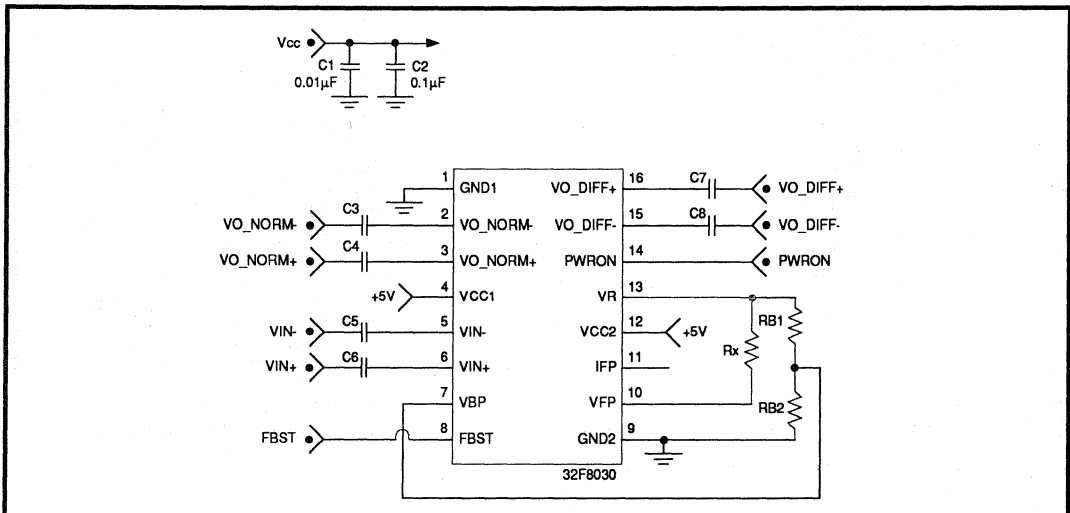 Vcc
C1
0.01µF
C2
0.1µF
1 GND1
VO_DIFF+ 16 C7 VO_DIFF+
VO_NORM- C3 2 VO_NORM-
VO_DIFF- 15 C8 VO_DIFF-
VO_NORM+ C4 3 VO_NORM+
PWRON 14 PWRON
+5V 4 VCC1
VR 13
RB1
VIN- C5 5 VIN-
VCC2 12 +5V
Rx
VIN+ C6 6 VIN+
IFP 11
7 VBP
VFP 10
RB2
FBST 8 FBST
GND2 9
32F8030